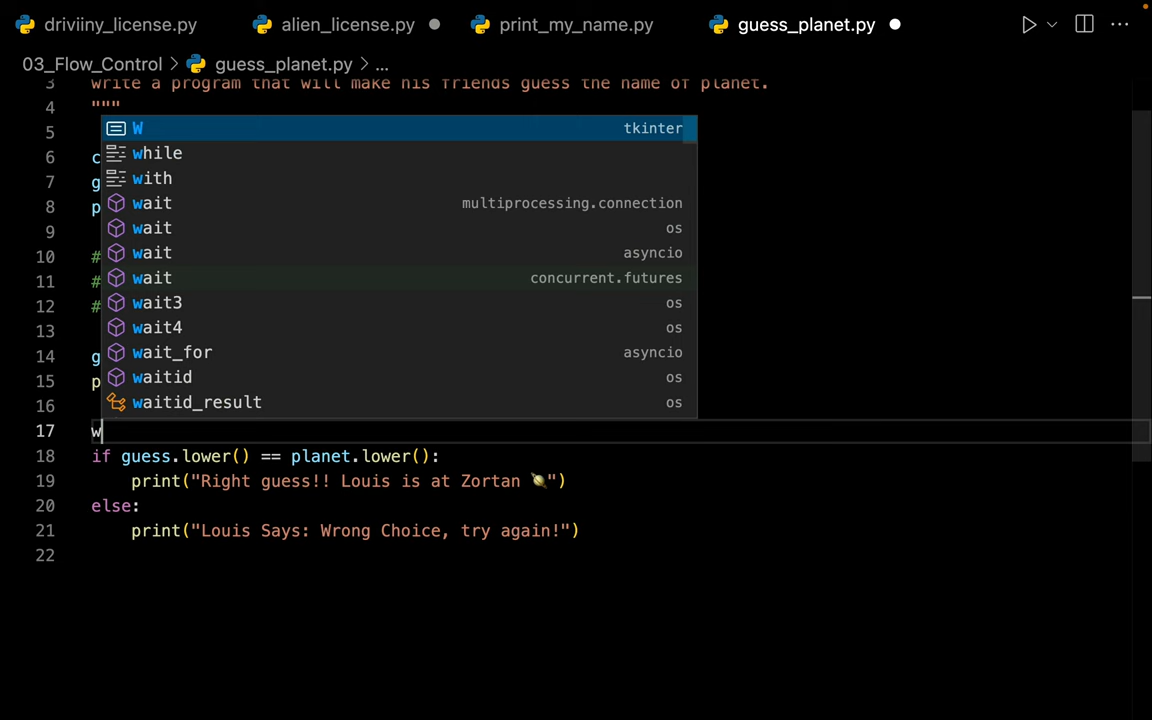 driviiny_license.py alien_license.py print_my_name.py guess_planet.py
03_Flow_Control > guess_planet.py > ...
3 write a program that will make his friends guess the name of planet.
4 """
5
6 c
7 g
8 p
9
10 #
11 #
12 #
13
14 g
15 p
16
17 w
W tkinter
while
with
wait multiprocessing.connection
wait os
wait asyncio
wait concurrent.futures
wait3 os
wait4 os
wait_for asyncio
waitid os
waitid_result os
18 if guess.lower() == planet.lower():
19 print("Right guess!! Louis is at Zortan 🪐")
20 else:
21 print("Louis Says: Wrong Choice, try again!")
22